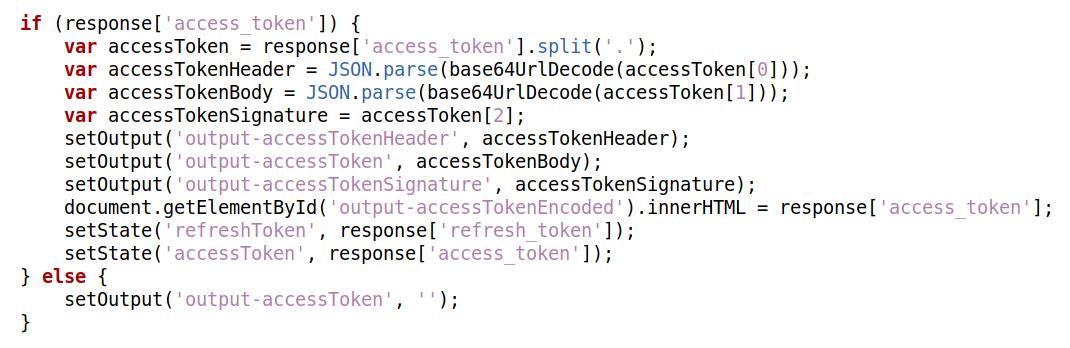 if (response['access_token']) {
    var accessToken = response['access_token'].split('.');
    var accessTokenHeader = JSON.parse(base64UrlDecode(accessToken[0]));
    var accessTokenBody = JSON.parse(base64UrlDecode(accessToken[1]));
    var accessTokenSignature = accessToken[2];
    setOutput('output-accessTokenHeader', accessTokenHeader);
    setOutput('output-accessToken', accessTokenBody);
    setOutput('output-accessTokenSignature', accessTokenSignature);
    document.getElementById('output-accessTokenEncoded').innerHTML = response['access_token'];
    setState('refreshToken', response['refresh_token']);
    setState('accessToken', response['access_token']);
} else {
    setOutput('output-accessToken', '');
}